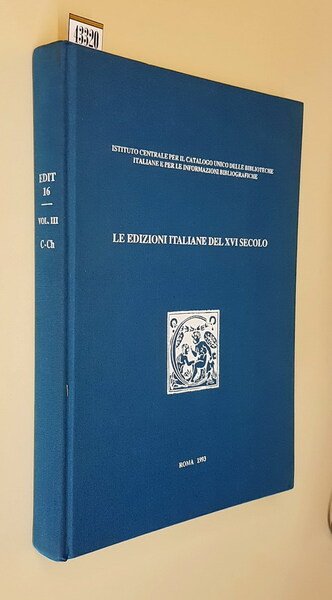 43320
EDIT
16
VOL. III
C-Ch
ISTITUTO CENTRALE PER IL CATALOGO UNICO DELLE BIBLIOTECHE
ITALIANE E PER LE INFORMAZIONI BIBLIOGRAFICHE
LE EDIZIONI ITALIANE DEL XVI SECOLO
ROMA 1993